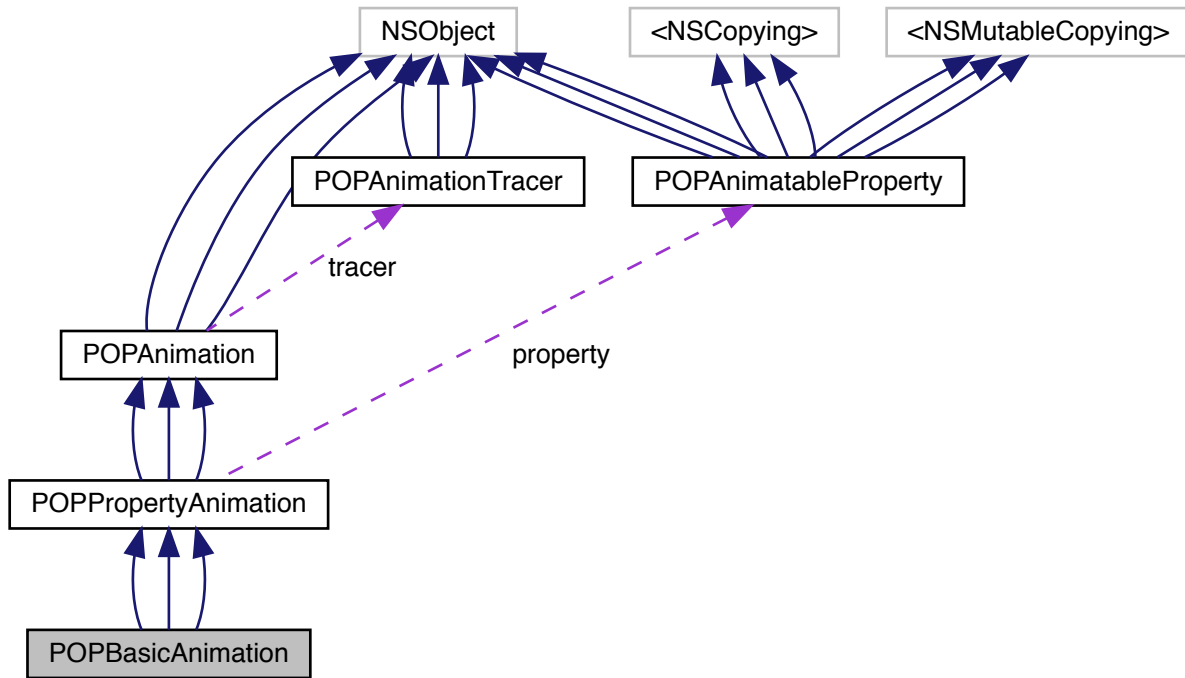 NSObject
<NSCopying>
<NSMutableCopying>
POPAnimationTracer
POPAnimatableProperty
tracer
POPAnimation
property
POPPropertyAnimation
POPBasicAnimation